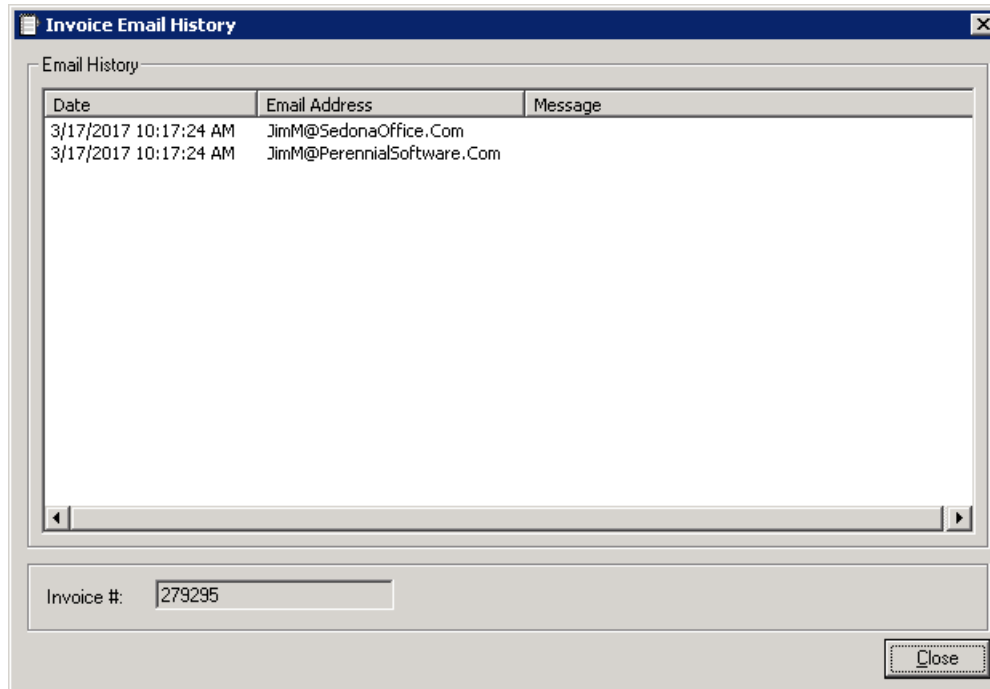 Invoice Email History
Email History
Date Email Address Message
3/17/2017 10:17:24 AM JimM@SedonaOffice.Com
3/17/2017 10:17:24 AM JimM@PerennialSoftware.Com
Invoice #: 279295
Close